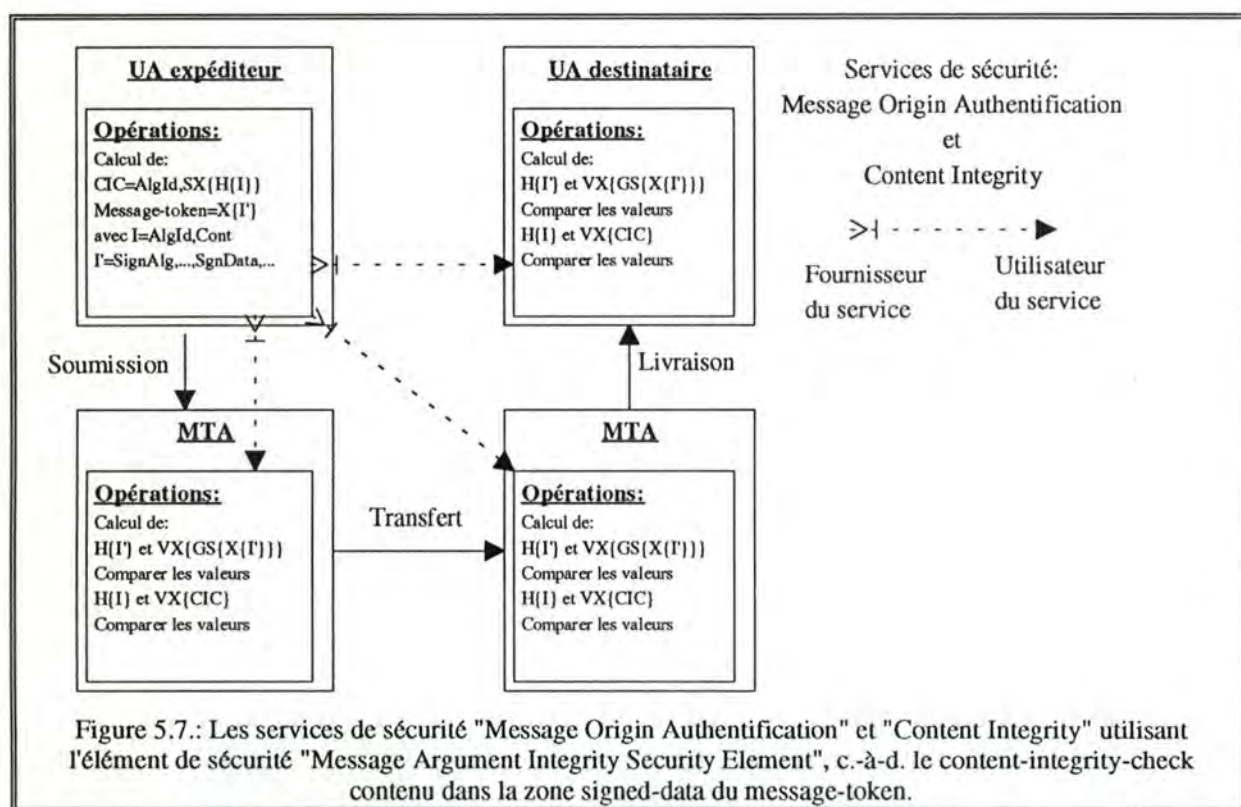 UA expéditeur
Opérations:
Calcul de:
CIC=AlgId,SX{H{I}}
Message-token=X{I'}
avec I=AlgId,Cont
I'=SignAlg,...,SgnData,...
UA destinataire
Opérations:
Calcul de:
H{I'} et VX{GS{X{I'}}}
Comparer les valeurs
H{I} et VX{CIC}
Comparer les valeurs
Services de sécurité:
Message Origin Authentification
et
Content Integrity
Fournisseur
du service
Utilisateur
du service
Soumission
Livraison
MTA
Opérations:
Calcul de:
H{I'} et VX{GS{X{I'}}}
Comparer les valeurs
H{I} et VX{CIC}
Comparer les valeurs
Transfert
MTA
Opérations:
Calcul de:
H{I'} et VX{GS{X{I'}}}
Comparer les valeurs
H{I} et VX{CIC}
Comparer les valeurs
Figure 5.7.: Les services de sécurité "Message Origin Authentification" et "Content Integrity" utilisant
l'élément de sécurité "Message Argument Integrity Security Element", c.-à-d. le content-integrity-check
contenu dans la zone signed-data du message-token.